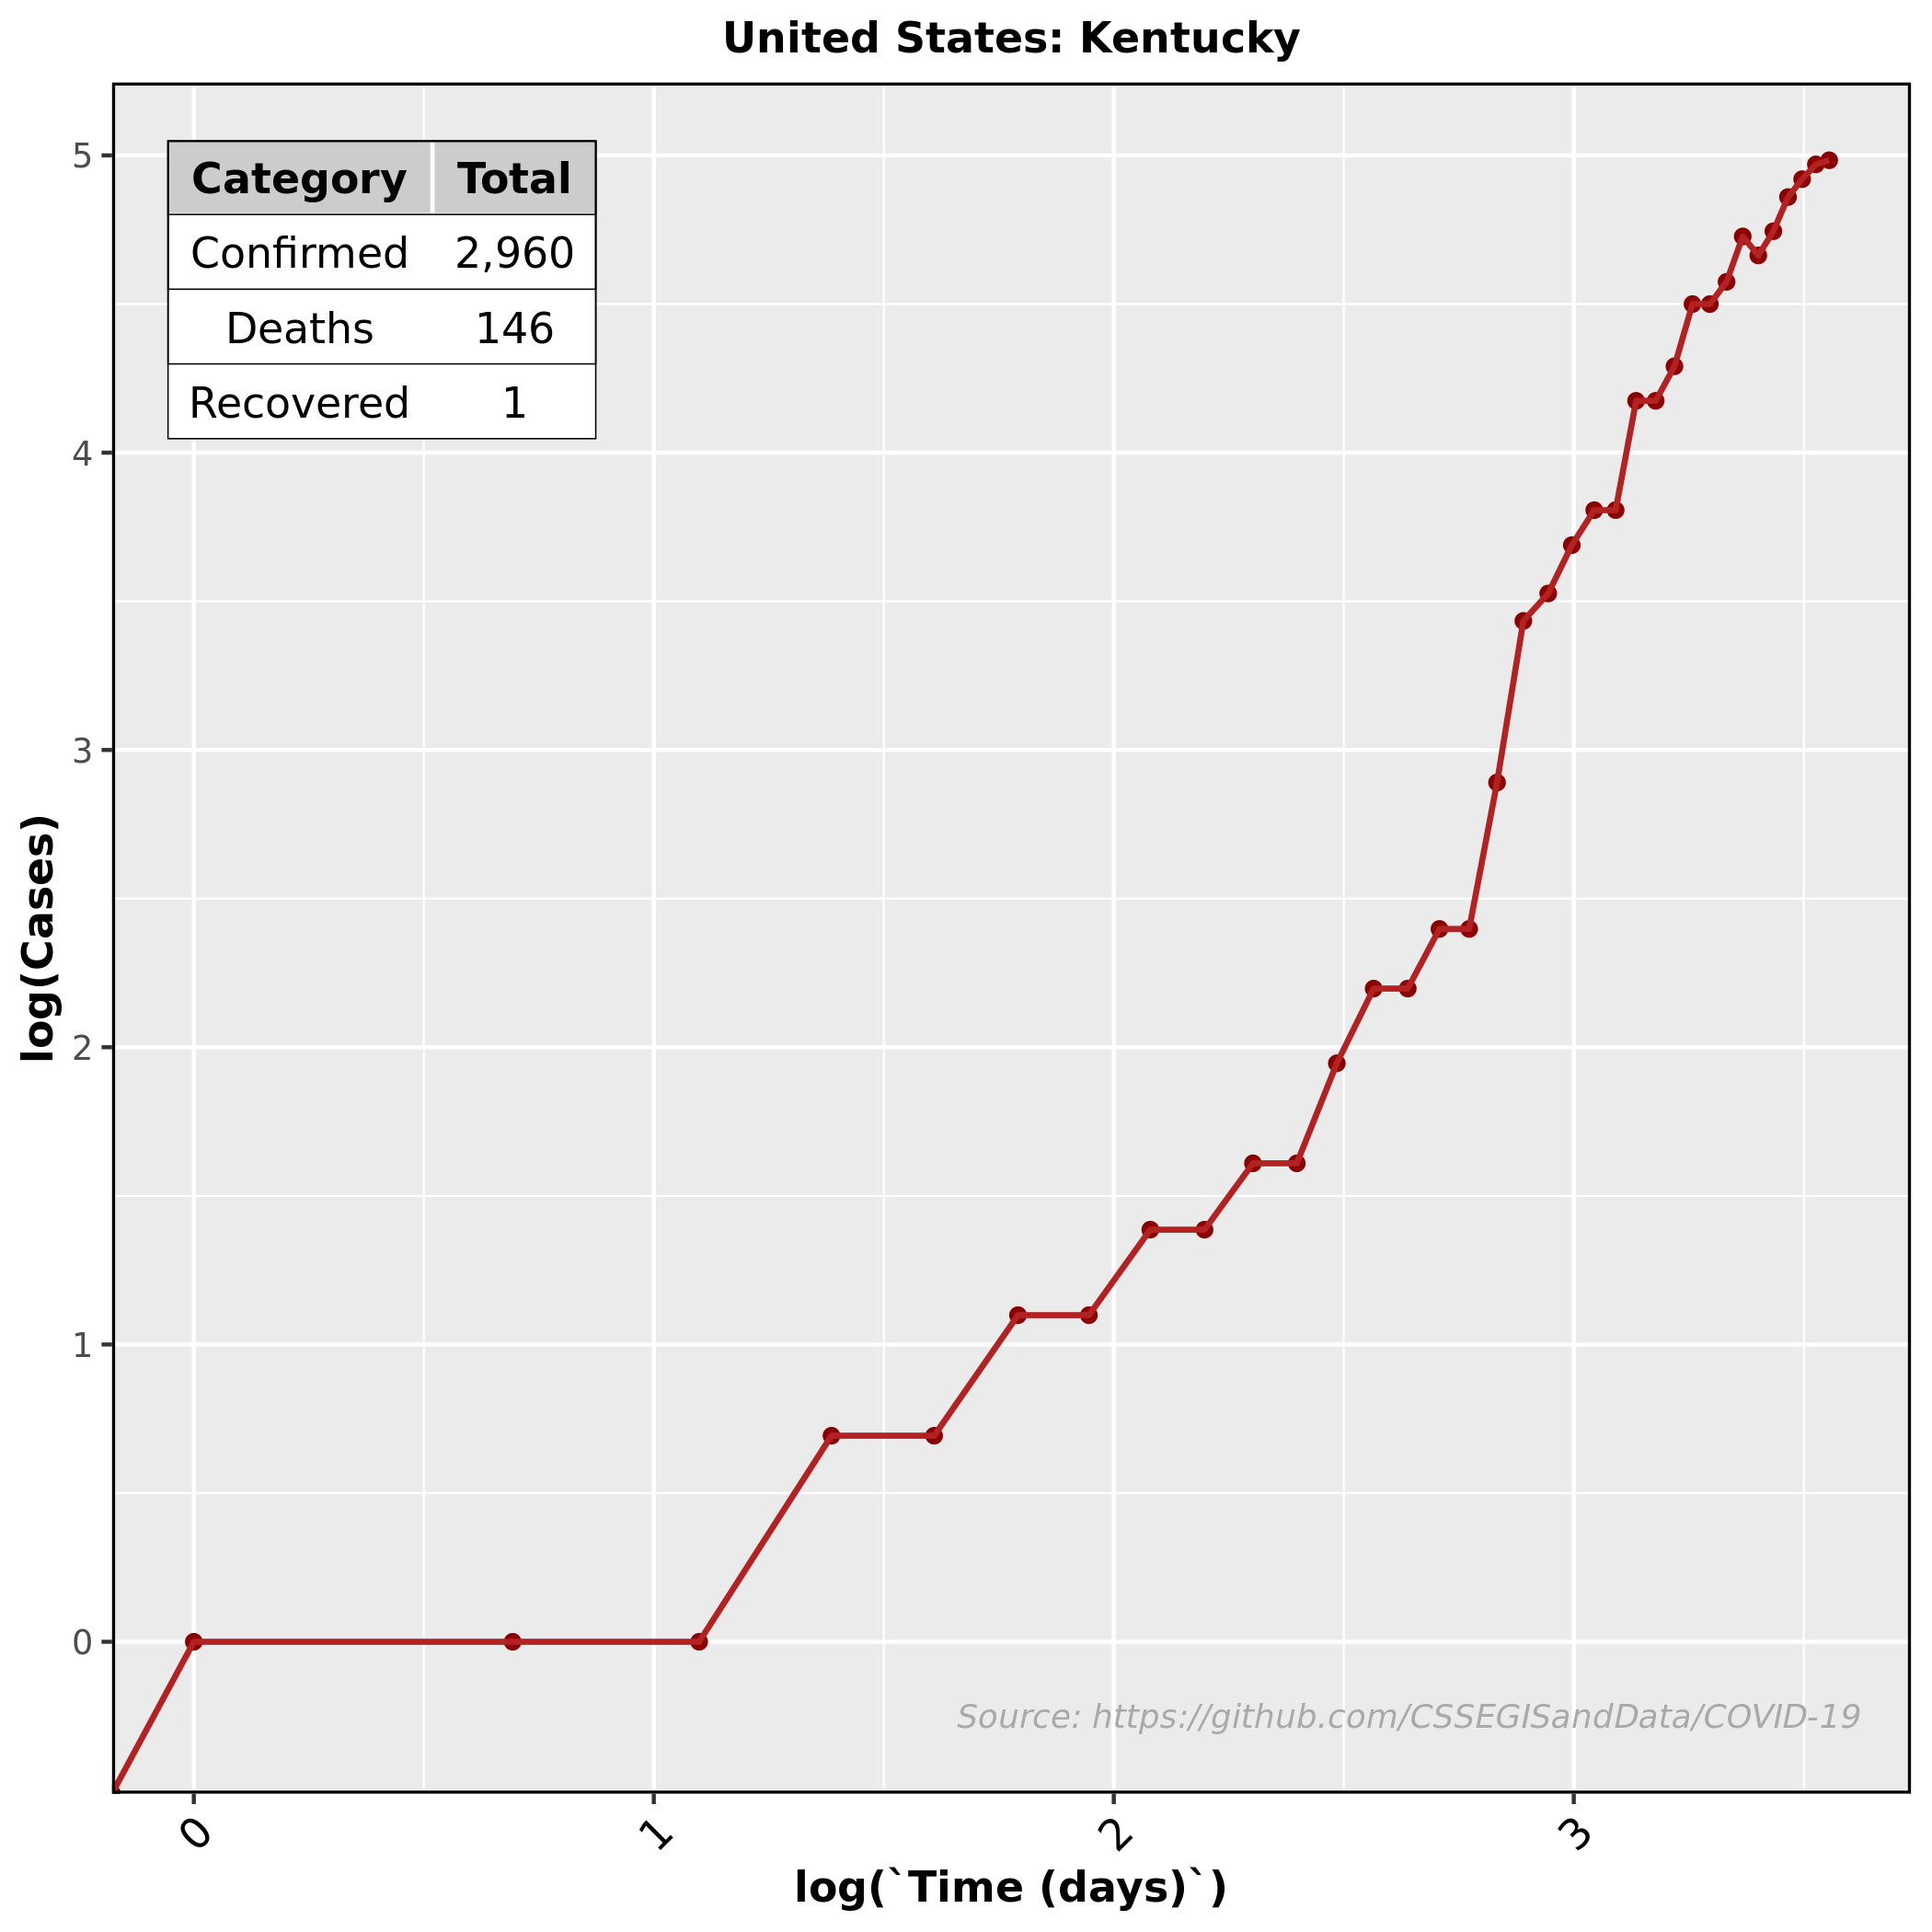 United States: Kentucky
Category Total
Confirmed 2,960
Deaths 146
Recovered 1
5
4
3
2
1
0
log(Cases)
Source: https://github.com/CSSEGISandData/COVID-19
0 1 2 3
log(`Time (days)`)